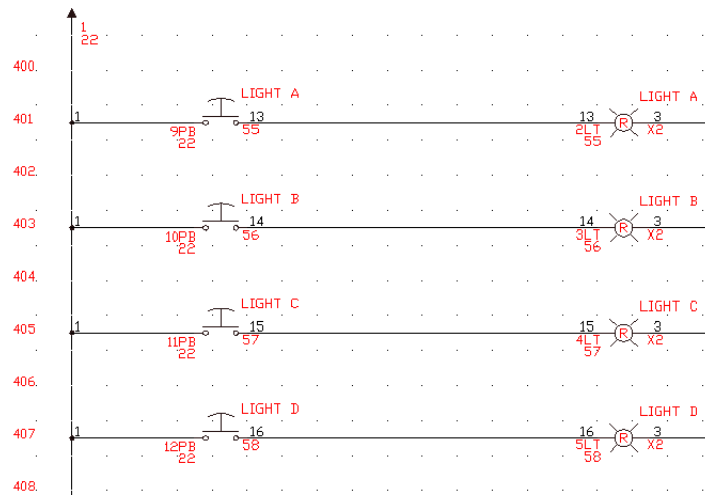 1
22
400
LIGHT A
LIGHT A
401
1
13
13
3
9PB
55
2LT
X2
22
55
402
LIGHT B
LIGHT B
403
1
14
14
3
10PB
56
3LT
X2
22
56
404
LIGHT C
LIGHT C
405
1
15
15
3
11PB
57
4LT
X2
22
57
406
LIGHT D
LIGHT D
407
1
16
16
3
12PB
58
5LT
X2
22
58
408
R
R
R
R